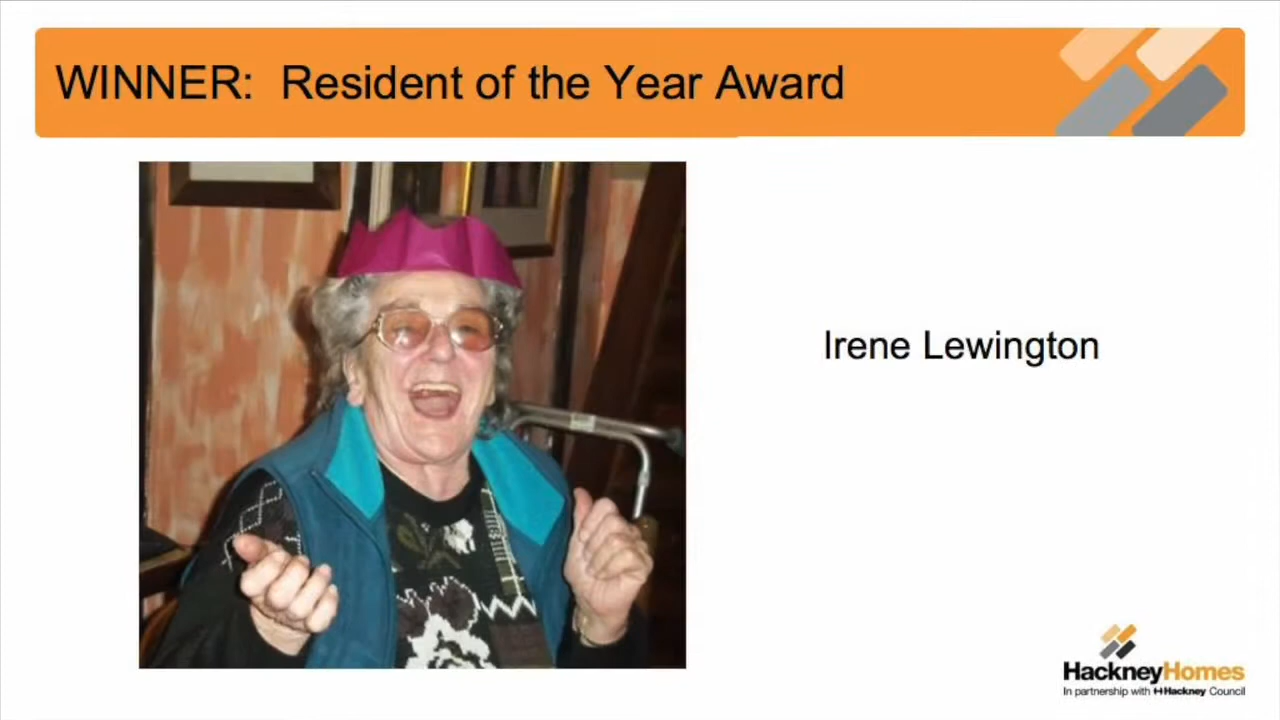 WINNER: Resident of the Year Award
Irene Lewington
HackneyHomes
In partnership with Hackney Council